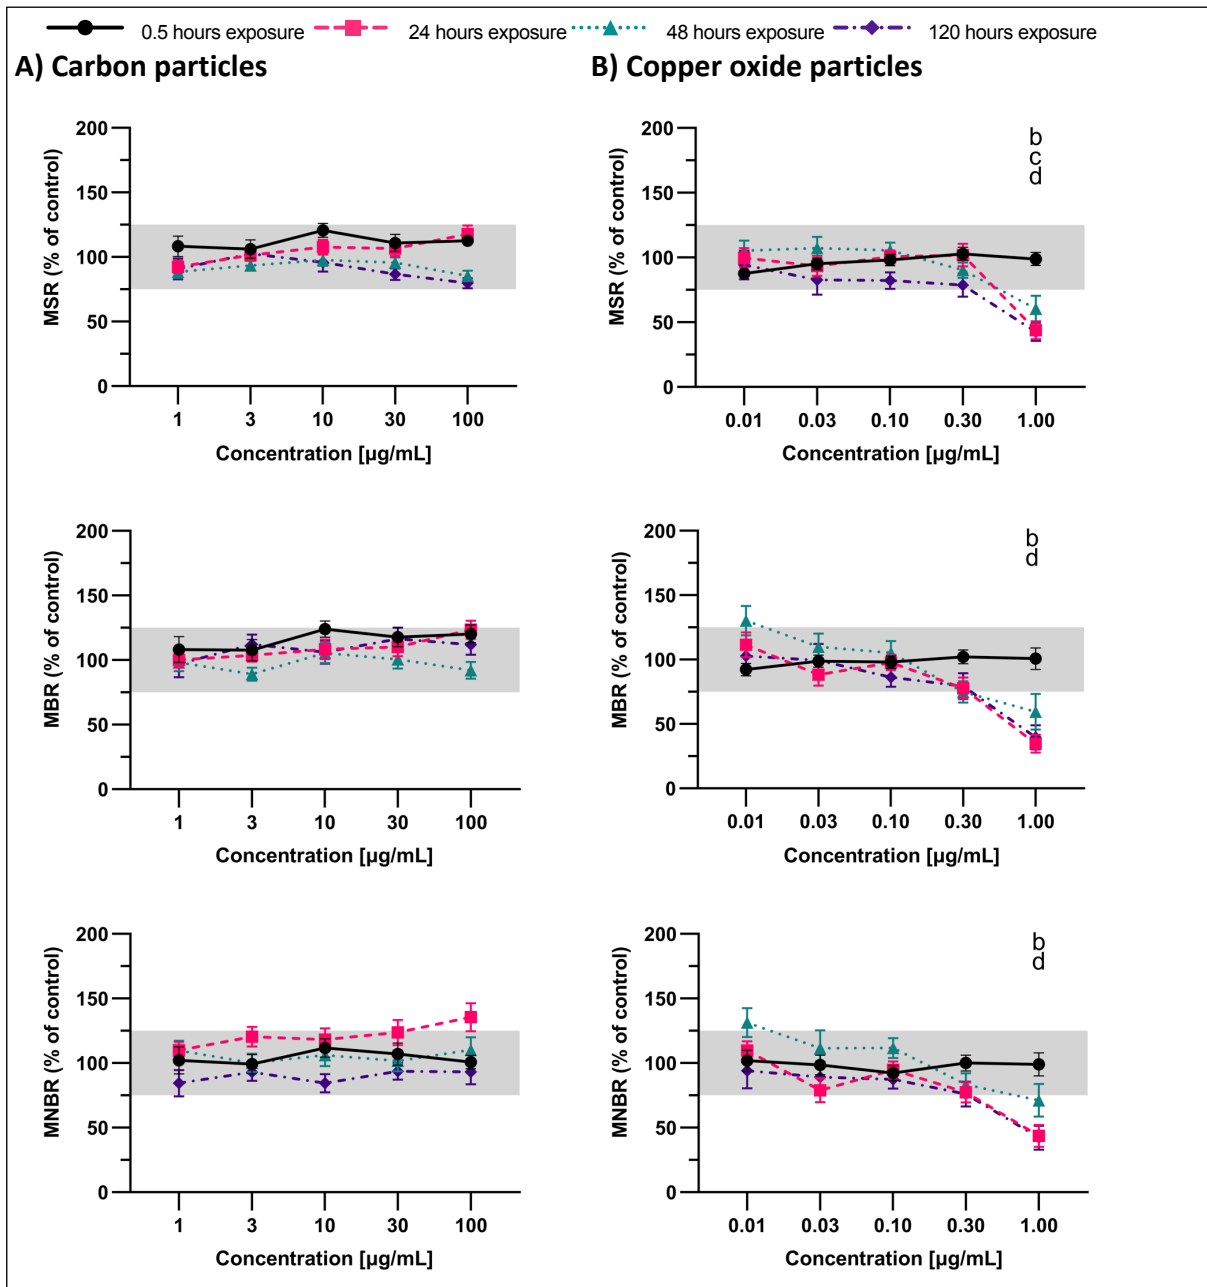 0.5 hours exposure 24 hours exposure 48 hours exposure 120 hours exposure
A) Carbon particles
B) Copper oxide particles
MSR (% of control)
200
150
100
50
0
1 3 10 30 100
Concentration [µg/mL]
MSR (% of control)
200
150
100
50
0
b
c
d
0.01 0.03 0.10 0.30 1.00
Concentration [µg/mL]
MBR (% of control)
200
150
100
50
0
1 3 10 30 100
Concentration [µg/mL]
MBR (% of control)
200
150
100
50
0
b
d
0.01 0.03 0.10 0.30 1.00
Concentration [µg/mL]
MNBR (% of control)
200
150
100
50
0
1 3 10 30 100
Concentration [µg/mL]
MNBR (% of control)
200
150
100
50
0
b
d
0.01 0.03 0.10 0.30 1.00
Concentration [µg/mL]